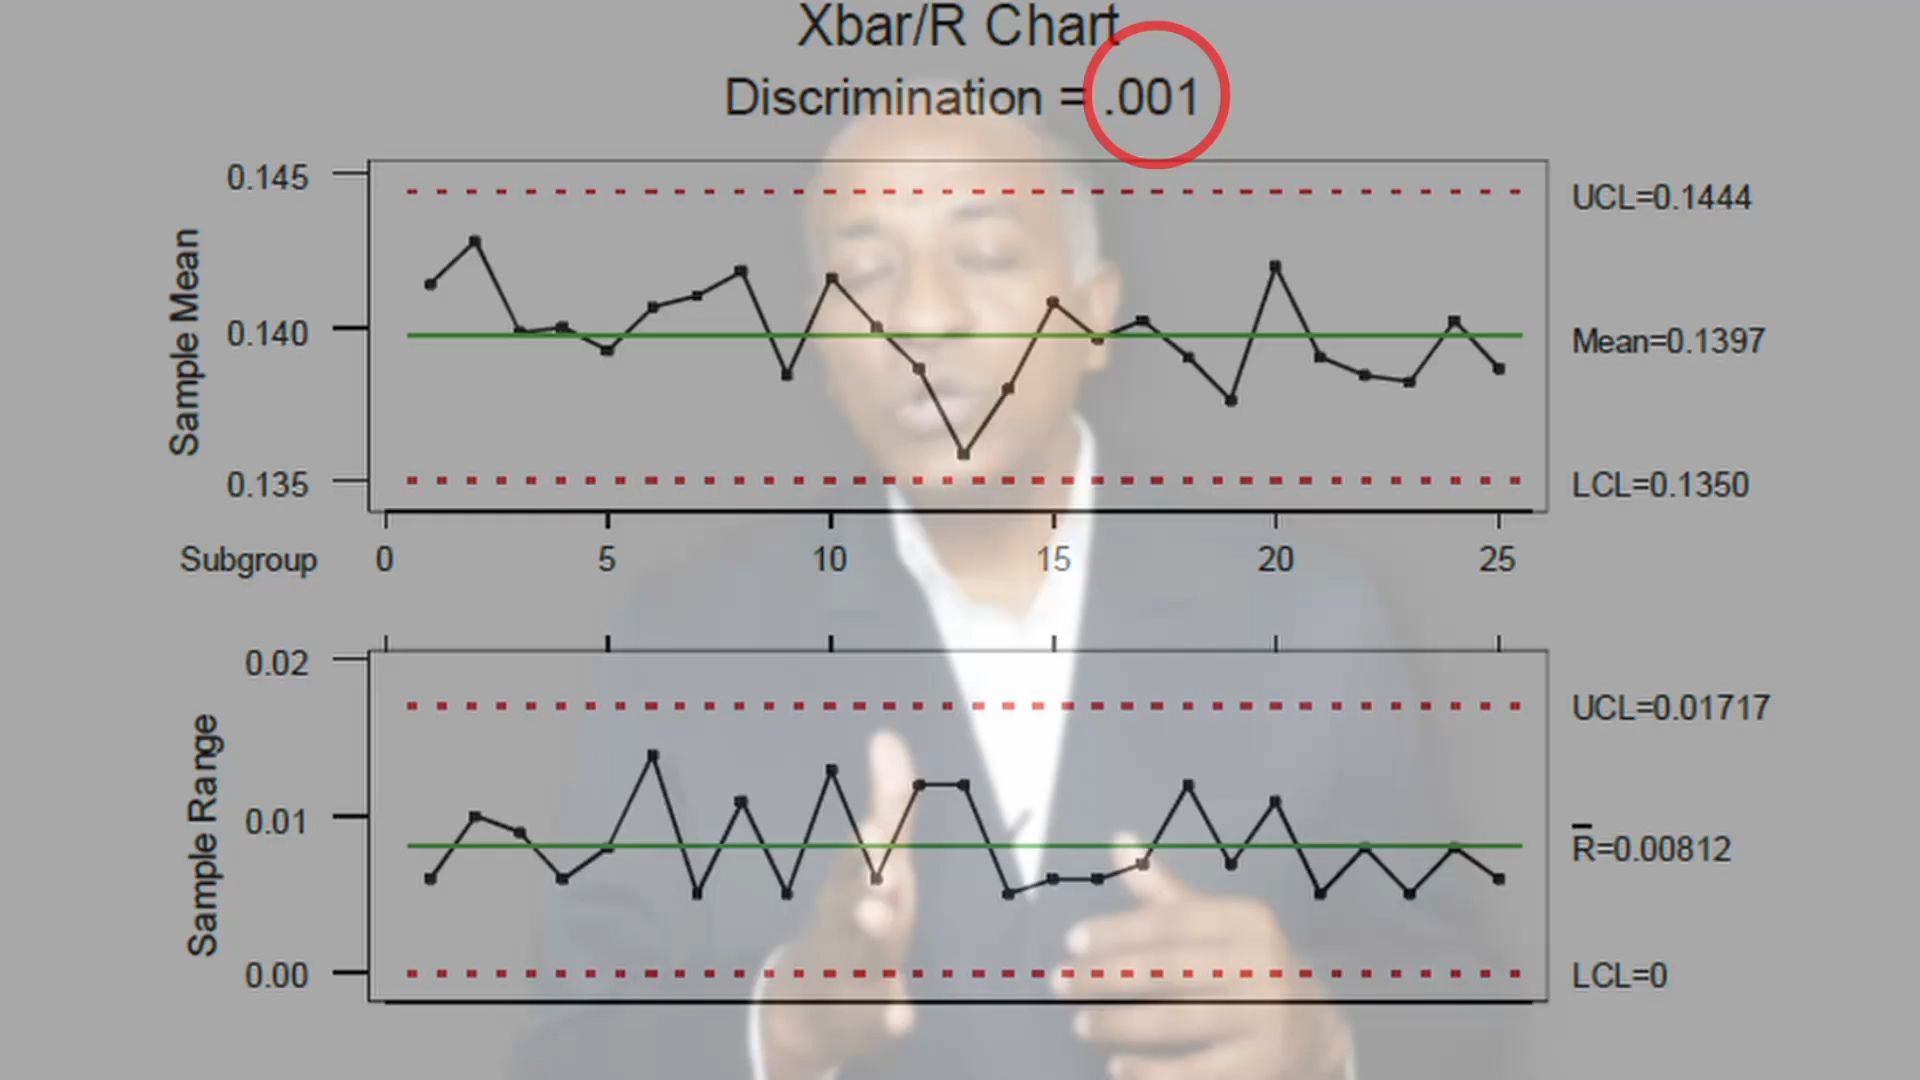 Xbar/R Chart
Discrimination = .001
Sample Mean
0.145
0.140
0.135
UCL=0.1444
Mean=0.1397
LCL=0.1350
Subgroup 0 5 10 15 20 25
Sample Range
0.02
0.01
0.00
UCL=0.01717
R̅=0.00812
LCL=0